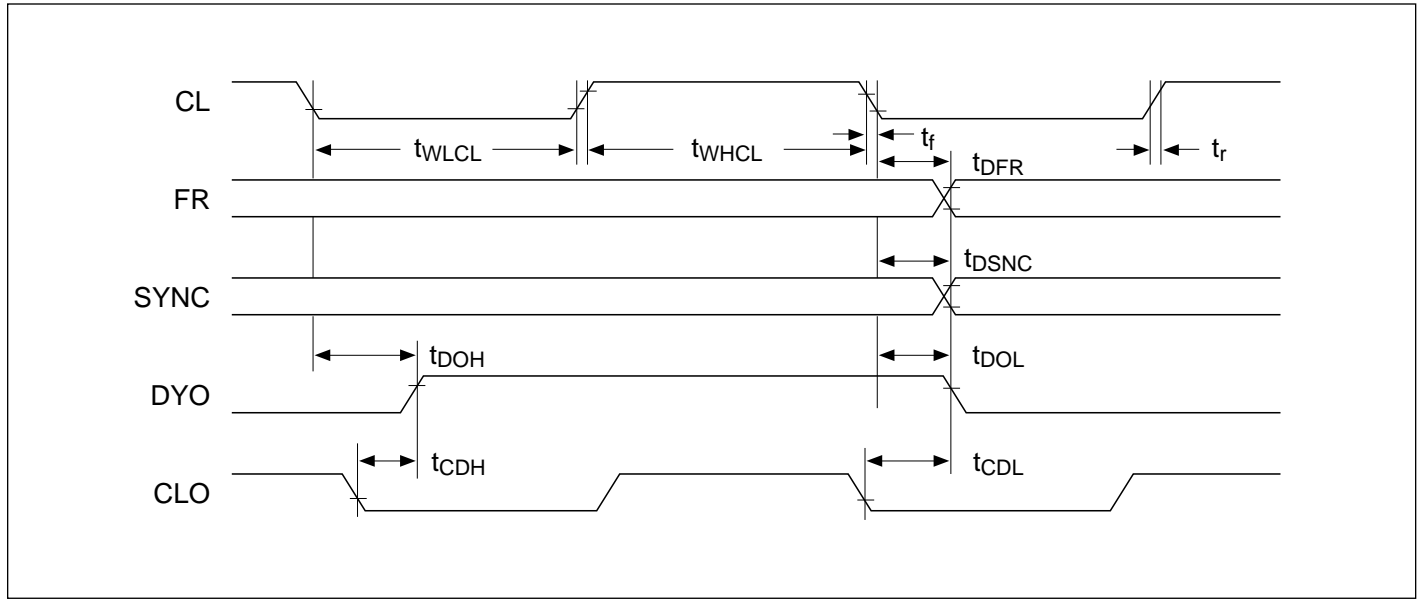 CL
tWLCL
tWHCL
tf
tr
tDFR
FR
tDSNC
SYNC
tDOH
tDOL
DYO
tCDH
tCDL
CLO